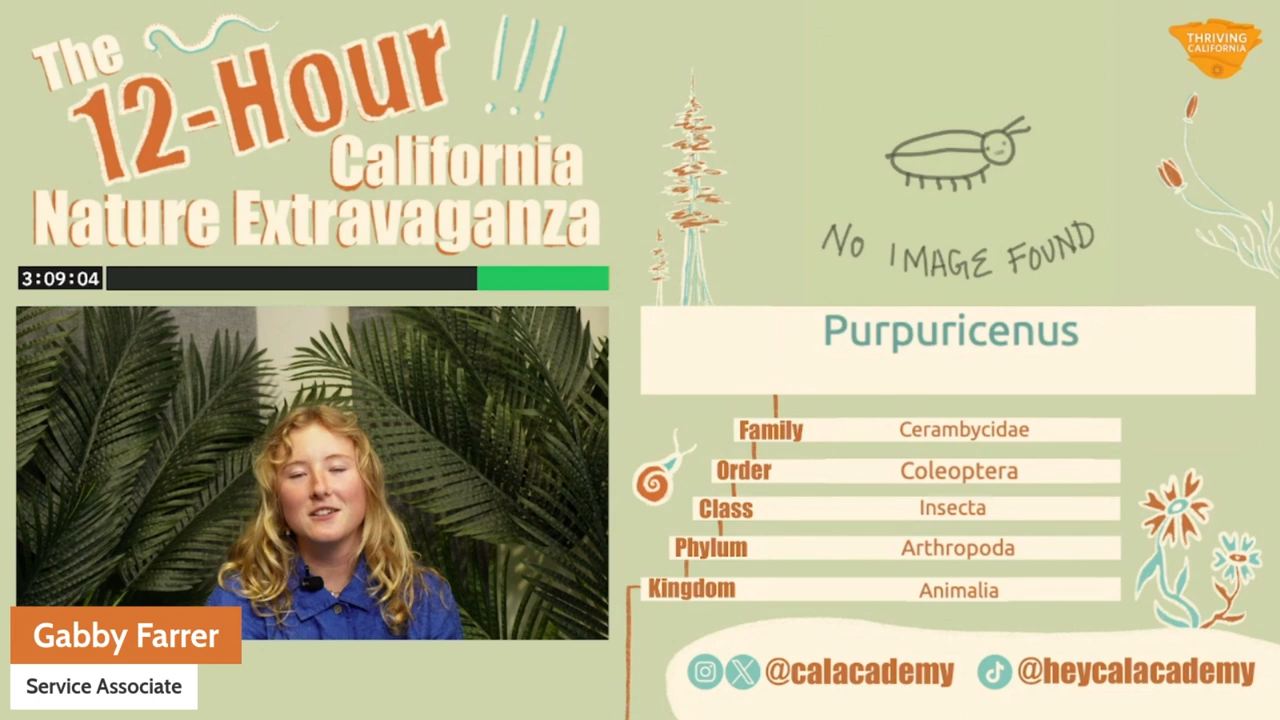 The
12-Hour
!!!
California
Nature Extravaganza
3:09:04
THRIVING
CALIFORNIA
NO IMAGE FOUND
Purpuricenus
Family Cerambycidae
Order Coleoptera
Class Insecta
Phylum Arthropoda
Kingdom Animalia
Gabby Farrer
Service Associate
@calacademy @heycalacademy